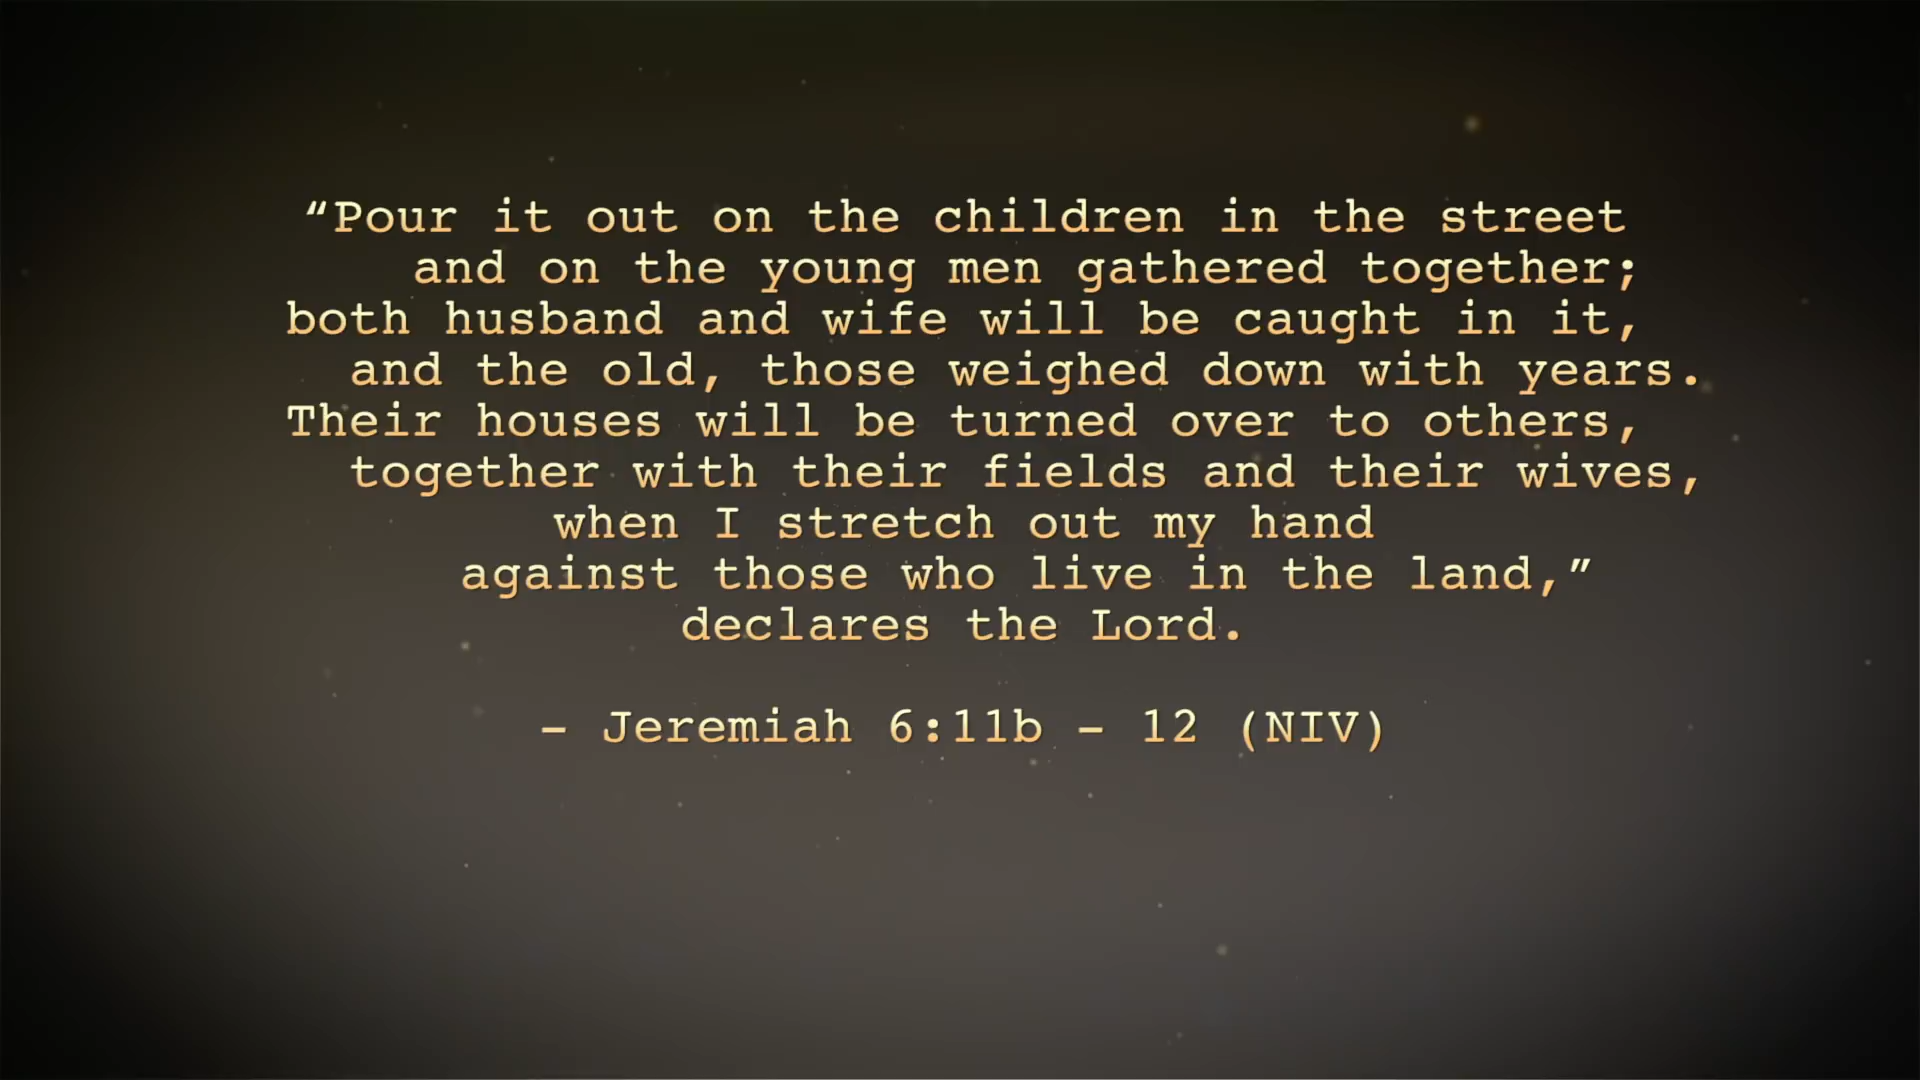 “Pour it out on the children in the street
and on the young men gathered together;
both husband and wife will be caught in it,
and the old, those weighed down with years.
Their houses will be turned over to others,
together with their fields and their wives,
when I stretch out my hand
against those who live in the land,”
declares the Lord.
– Jeremiah 6:11b – 12 (NIV)